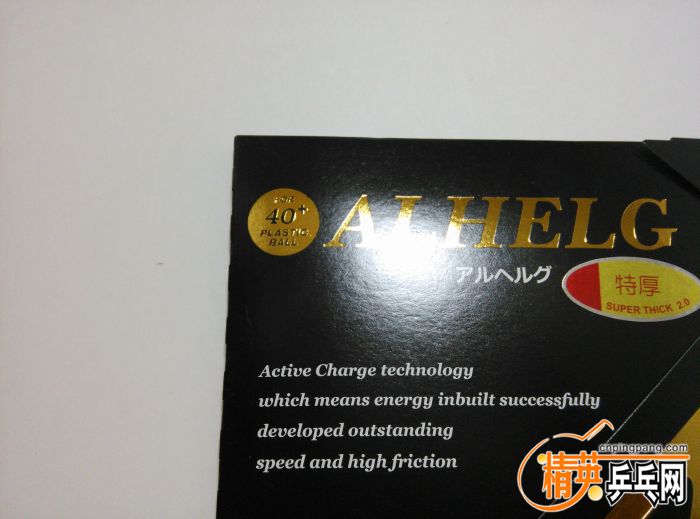 FOR
40+
PLASTIC
BALL
ALHELG
アルヘルグ
特厚
SUPER THICK 2.0
Active Charge technology
which means energy inbuilt successfully
developed outstanding
speed and high friction
cnpingpang.com
精英乒乓网